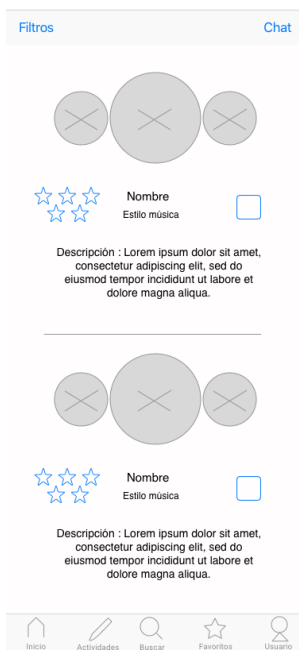 Filtros Chat
Nombre
Estilo música
Descripción : Lorem ipsum dolor sit amet,
consectetur adipiscing elit, sed do
eiusmod tempor incididunt ut labore et
dolore magna aliqua.
Nombre
Estilo música
Descripción : Lorem ipsum dolor sit amet,
consectetur adipiscing elit, sed do
eiusmod tempor incididunt ut labore et
dolore magna aliqua.
Inicio Actividades Buscar Favoritos Usuario